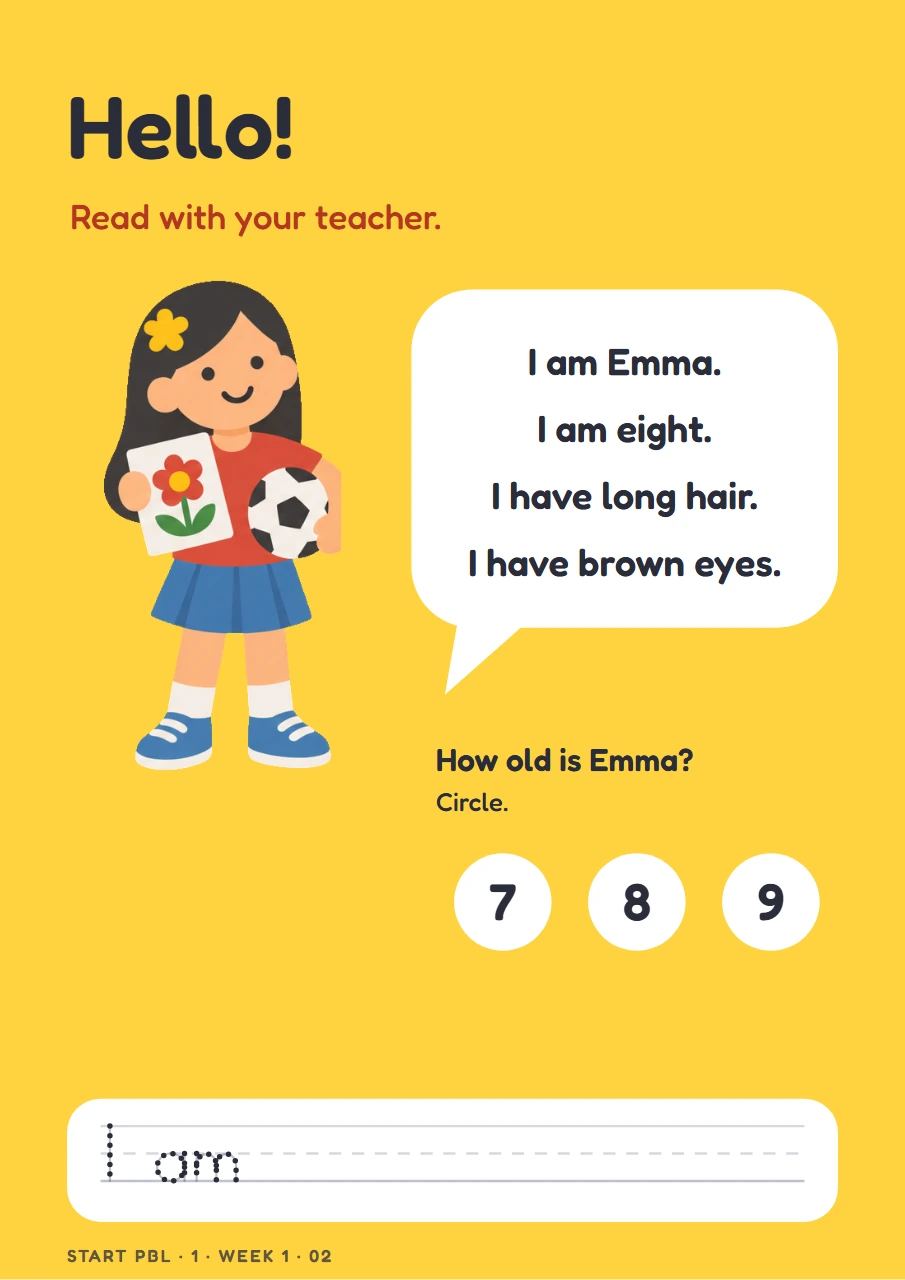 Hello!
Read with your teacher.
I am Emma.
I am eight.
I have long hair.
I have brown eyes.
How old is Emma?
Circle.
7 8 9
I am
START PBL · 1 · WEEK 1 · 02